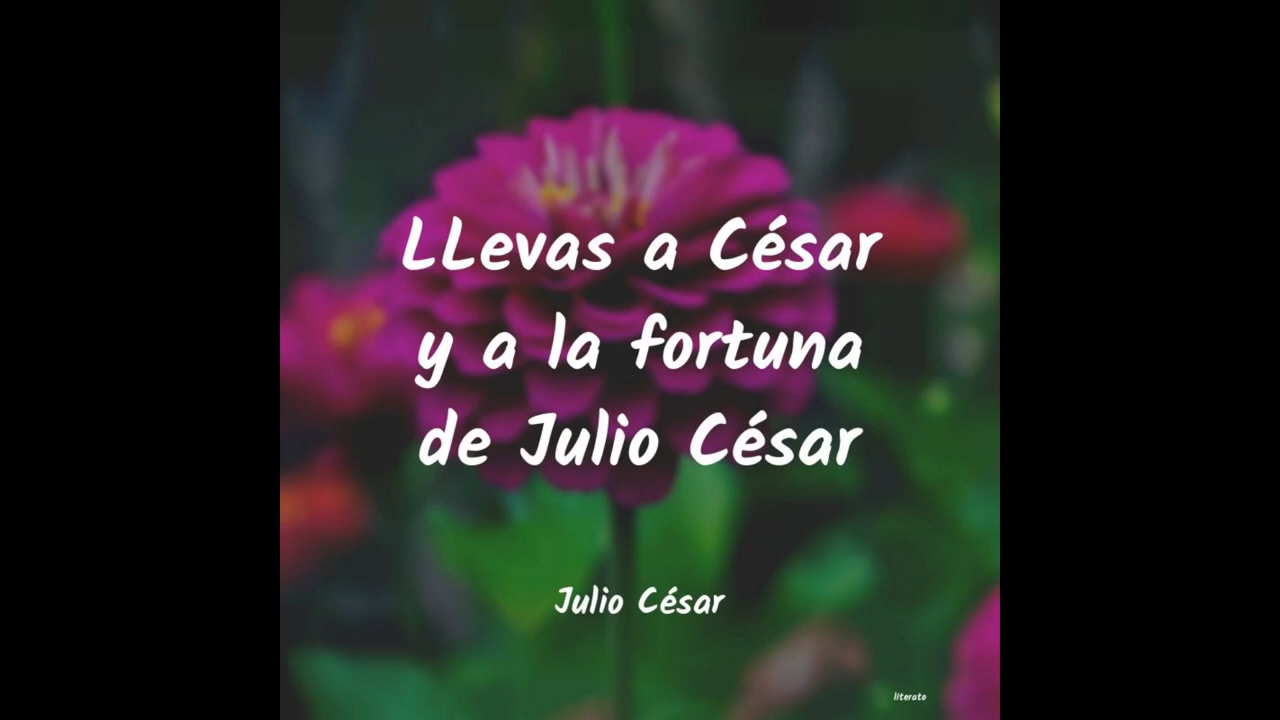 LLevas a César
y a la fortuna
de Julio César
Julio César
literato